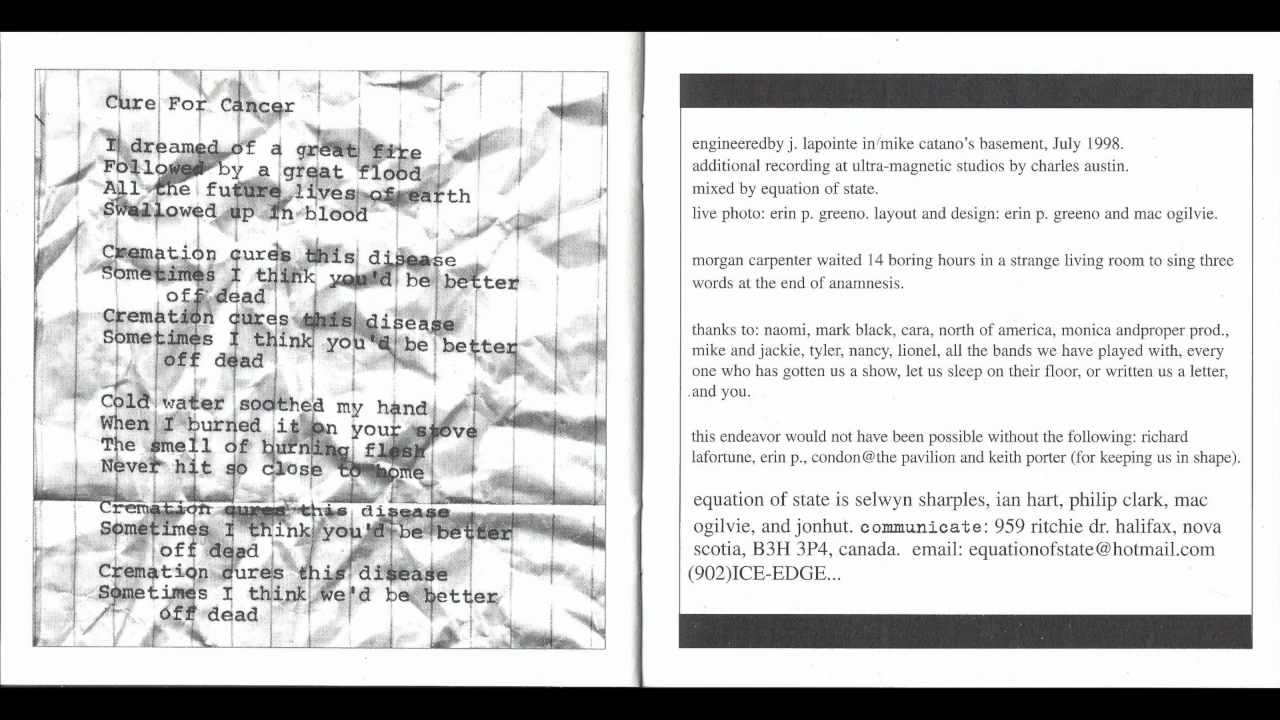 Cure For Cancer
I dreamed of a great fire
Followed by a great flood
All the future lives of earth
Swallowed up in blood
Cremation cures this disease
Sometimes I think you'd be better
off dead
Cremation cures this disease
Sometimes I think you'd be better
off dead
Cold water soothed my hand
When I burned it on your stove
The smell of burning flesh
Never hit so close to home
Cremation cures this disease
Sometimes I think you'd be better
off dead
Cremation cures this disease
Sometimes I think we'd be better
off dead
engineeredby j. lapointe in mike catano's basement, July 1998.
additional recording at ultra-magnetic studios by charles austin.
mixed by equation of state.
live photo: erin p. greeno. layout and design: erin p. greeno and mac ogilvie.
morgan carpenter waited 14 boring hours in a strange living room to sing three
words at the end of anamnesis.
thanks to: naomi, mark black, cara, north of america, monica andproper prod.,
mike and jackie, tyler, nancy, lionel, all the bands we have played with, every
one who has gotten us a show, let us sleep on their floor, or written us a letter,
and you.
this endeavor would not have been possible without the following: richard
lafortune, erin p., condon@the pavilion and keith porter (for keeping us in shape).
equation of state is selwyn sharples, ian hart, philip clark, mac
ogilvie, and jonhut. communicate: 959 ritchie dr. halifax, nova
scotia, B3H 3P4, canada. email: equationofstate@hotmail.com
(902)ICE-EDGE...